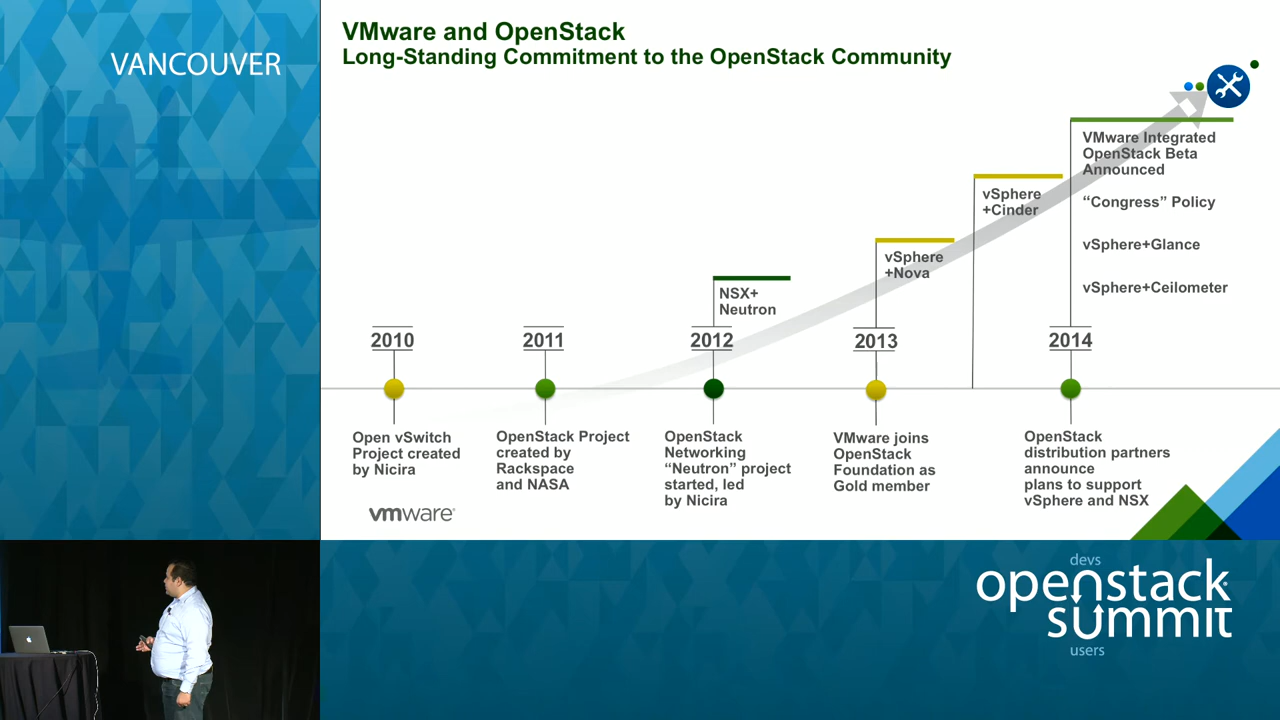 VANCOUVER
VMware and OpenStack
Long-Standing Commitment to the OpenStack Community
VMware Integrated
OpenStack Beta
Announced
“Congress” Policy
vSphere+Glance
vSphere+Ceilometer
vSphere
+Cinder
vSphere
+Nova
NSX+
Neutron
2010
2011
2012
2013
2014
Open vSwitch
Project created
by Nicira
OpenStack Project
created by
Rackspace
and NASA
OpenStack
Networking
“Neutron” project
started, led
by Nicira
VMware joins
OpenStack
Foundation as
Gold member
OpenStack
distribution partners
announce
plans to support
vSphere and NSX
vmware
devs
openstack
summit
users